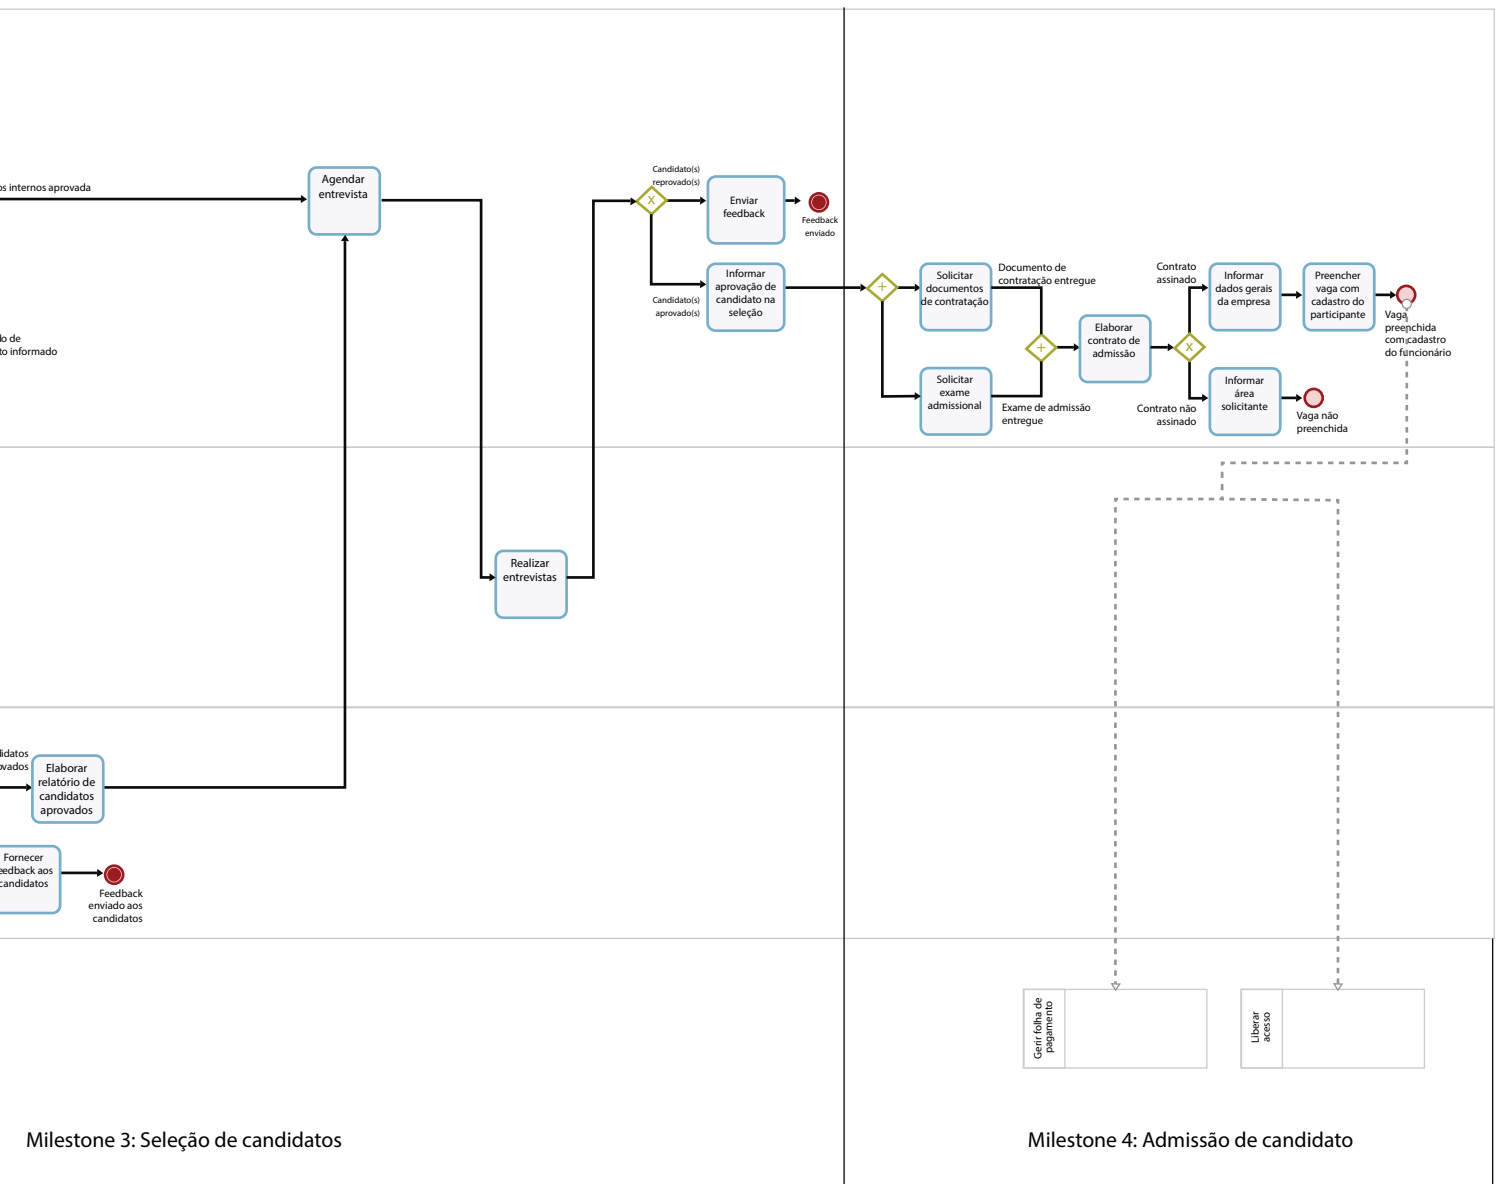 os internos aprovada
Agendar
entrevista
Candidato(s)
reprovado(s)
X
Enviar
feedback
Feedback
enviado
Informar
aprovação de
candidato na
seleção
Candidato(s)
aprovado(s)
Solicitar
documentos
de contratação
Documento de
contratação entregue
Solicitar
exame
admissional
Exame de admissão
entregue
Elaborar
contrato de
admissão
X
Contrato
assinado
Informar
dados gerais
da empresa
Preencher
vaga com
cadastro do
participante
Vaga
preenchida
com cadastro
do funcionário
Contrato não
assinado
Informar
área
solicitante
Vaga não
preenchida
do de
to informado
Realizar
entrevistas
didatos
ovados
Elaborar
relatório de
candidatos
aprovados
Fornecer
eedback aos
candidatos
Feedback
enviado aos
candidatos
Gerir folha de
pagamento
Liberar
acesso
Milestone 3: Seleção de candidatos
Milestone 4: Admissão de candidato